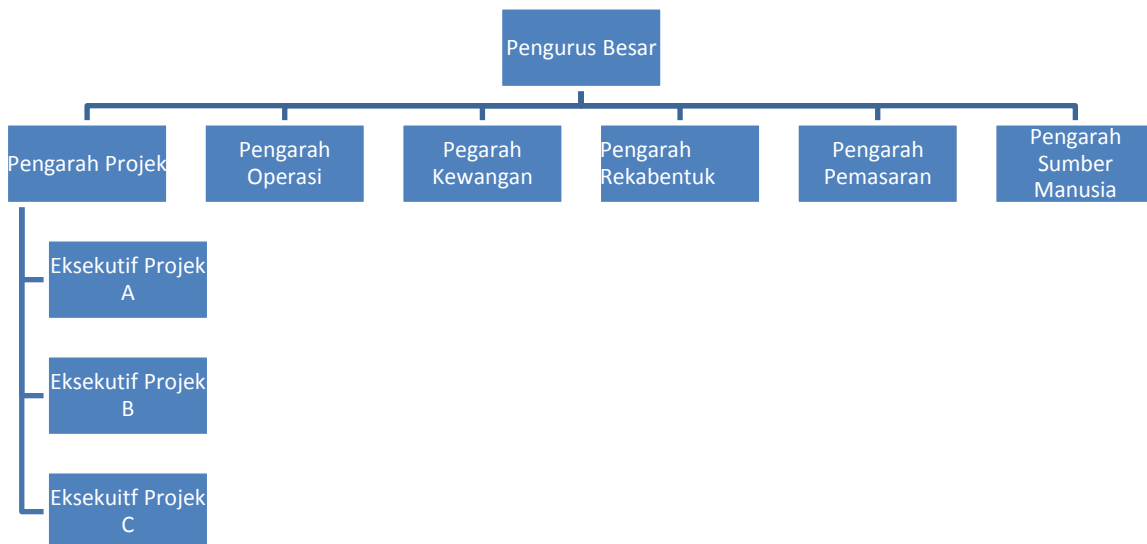 Pengurus Besar
Pengarah Projek
Pengarah
Operasi
Pegarah
Kewangan
Pengarah
Rekabentuk
Pengarah
Pemasaran
Pengarah
Sumber
Manusia
Eksekutif Projek
A
Eksekutif Projek
B
Eksekuitf Projek
C